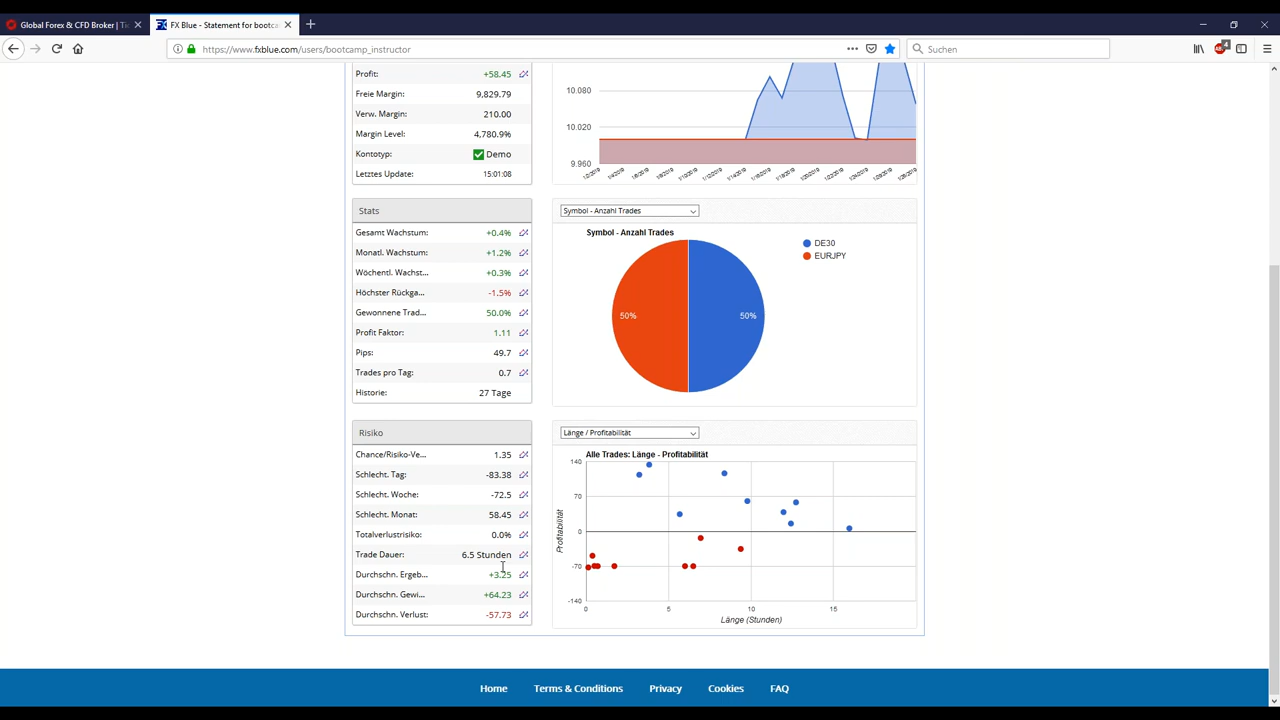 Global Forex & CFD Broker | Ti
FX Blue - Statement for bootca
https://www.fxblue.com/users/bootcamp_instructor
Suchen
4
Profit: +58.45
Freie Margin: 9,829.79
Verw. Margin: 210.00
Margin Level: 4,780.9%
Kontotyp: Demo
Letztes Update: 15:01:08
10.080
10.020
9.960
Stats
Gesamt Wachstum: +0.4%
Monatl. Wachstum: +1.2%
Wöchentl. Wachst... +0.3%
Höchster Rückga... -1.5%
Gewonnene Trad... 50.0%
Profit Faktor: 1.11
Pips: 49.7
Trades pro Tag: 0.7
Historie: 27 Tage
Symbol - Anzahl Trades
Symbol - Anzahl Trades
DE30
EURJPY
50%
50%
Risiko
Chance/Risiko-Ve... 1.35
Schlecht. Tag: -83.38
Schlecht. Woche: -72.5
Schlecht. Monat: 58.45
Totalverlustrisiko: 0.0%
Trade Dauer: 6.5 Stunden
Durchschn. Ergeb... +3.25
Durchschn. Gewi... +64.23
Durchschn. Verlust: -57.73
Länge / Profitabilität
Alle Trades: Länge - Profitabilität
Profitabilität
140
70
0
-70
-140
0 5 10 15
Länge (Stunden)
Home Terms & Conditions Privacy Cookies FAQ